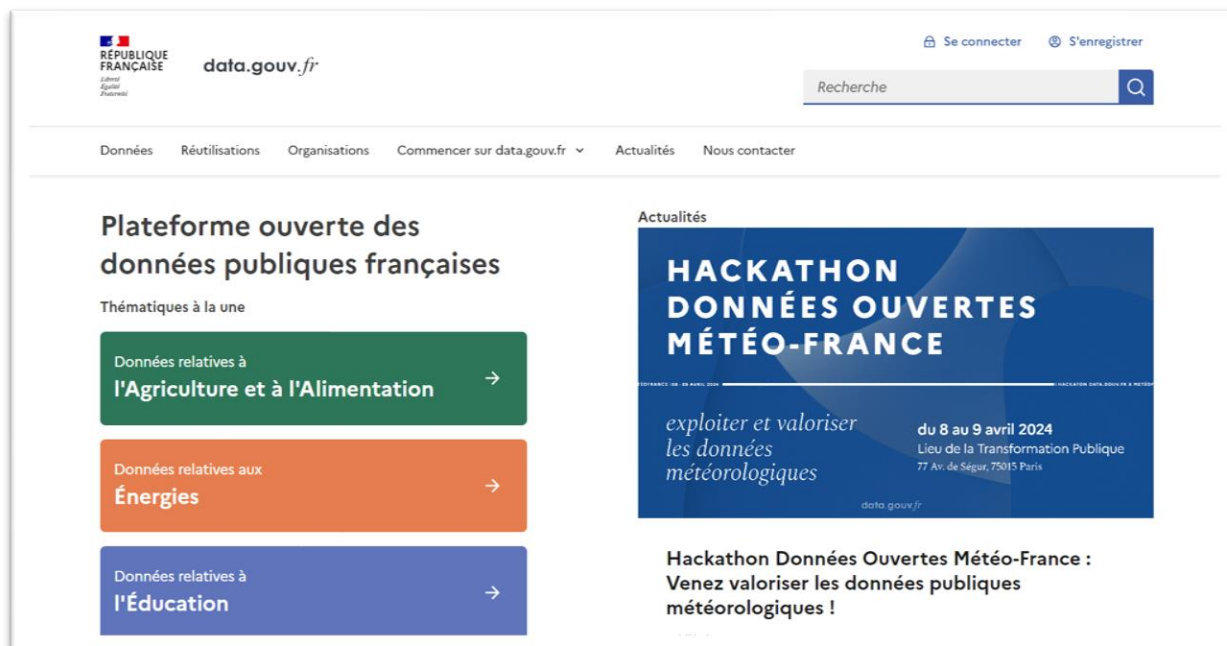 RÉPUBLIQUE
FRANÇAISE
Liberté
Égalité
Fraternité
data.gouv.fr
Se connecter
S'enregistrer
Recherche
Données
Réutilisations
Organisations
Commencer sur data.gouv.fr
Actualités
Nous contacter
Plateforme ouverte des
données publiques françaises
Thématiques à la une
Données relatives à
l'Agriculture et à l'Alimentation
Données relatives aux
Énergies
Données relatives à
l'Éducation
Actualités
HACKATHON
DONNÉES OUVERTES
MÉTÉO-FRANCE
exploiter et valoriser
les données
météorologiques
du 8 au 9 avril 2024
Lieu de la Transformation Publique
77 Av. de Ségur, 75015 Paris
data.gouv.fr
Hackathon Données Ouvertes Météo-France :
Venez valoriser les données publiques
météorologiques !